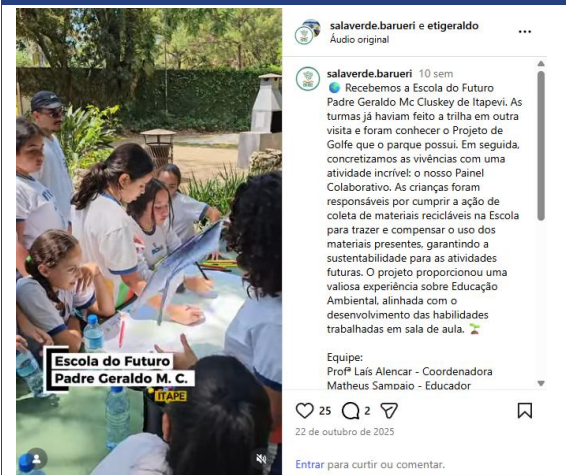 salaverde.barueri e etigeraldo
Áudio original
salaverde.barueri 10 sem
🌎 Recebemos a Escola do Futuro
Padre Geraldo Mc Cluskey de Itapevi. As
turmas já haviam feito a trilha em outra
visita e foram conhecer o Projeto de
Golfe que o parque possui. Em seguida,
concretizamos as vivências com uma
atividade incrível: o nosso Painel
Colaborativo. As crianças foram
responsáveis por cumprir a ação de
coleta de materiais recicláveis na Escola
para trazer e compensar o uso dos
materiais presentes, garantindo a
sustentabilidade para as atividades
futuras. O projeto proporcionou uma
valiosa experiência sobre Educação
Ambiental, alinhada com o
desenvolvimento das habilidades
trabalhadas em sala de aula. 🌱
Equipe:
Profª Laís Alencar - Coordenadora
Matheus Sampaio - Educador
Escola do Futuro
Padre Geraldo M. C.
ITAPE
25 2
22 de outubro de 2025
Entrar para curtir ou comentar.